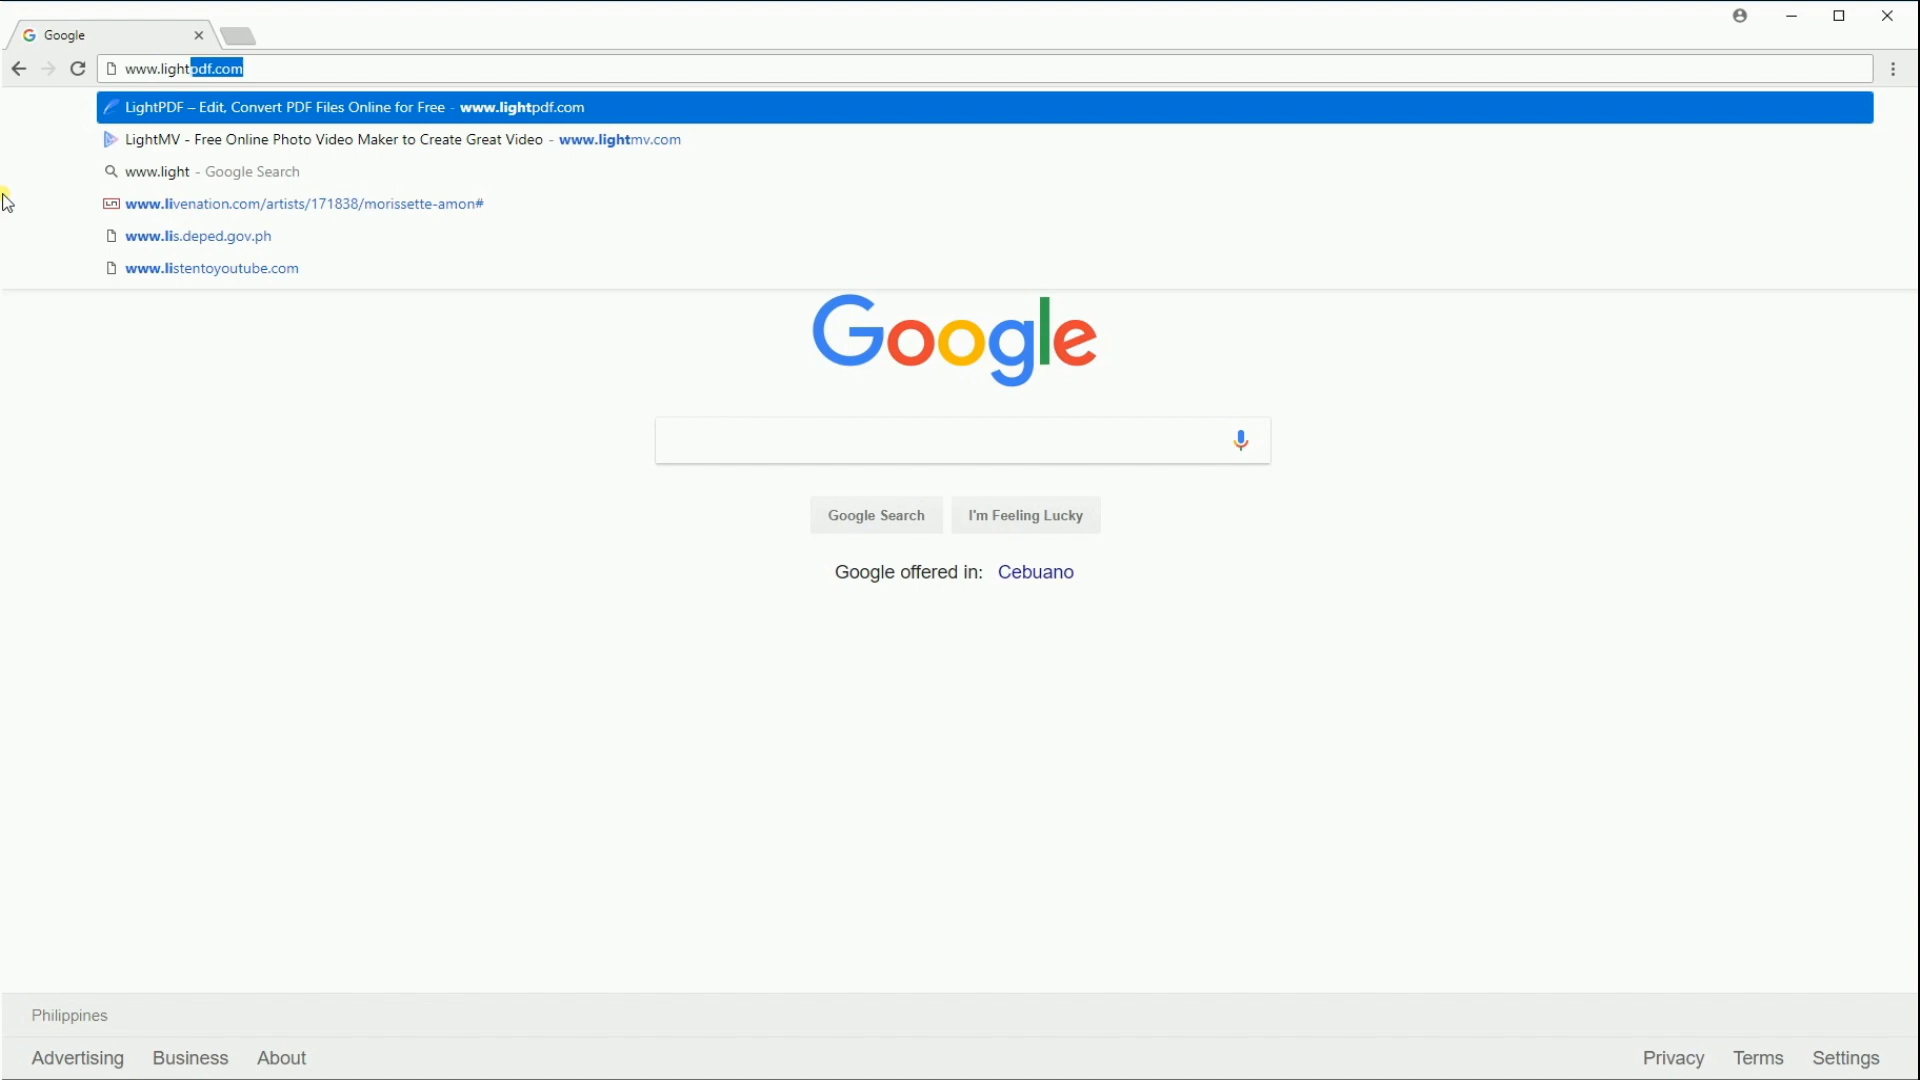 Google
www.lightpdf.com
LightPDF – Edit, Convert PDF Files Online for Free - www.lightpdf.com
LightMV - Free Online Photo Video Maker to Create Great Video - www.lightmv.com
www.light - Google Search
www.livenation.com/artists/171838/morissette-amon#
www.lis.deped.gov.ph
www.listentoyoutube.com
Google
Google Search I'm Feeling Lucky
Google offered in: Cebuano
Philippines
Advertising Business About Privacy Terms Settings